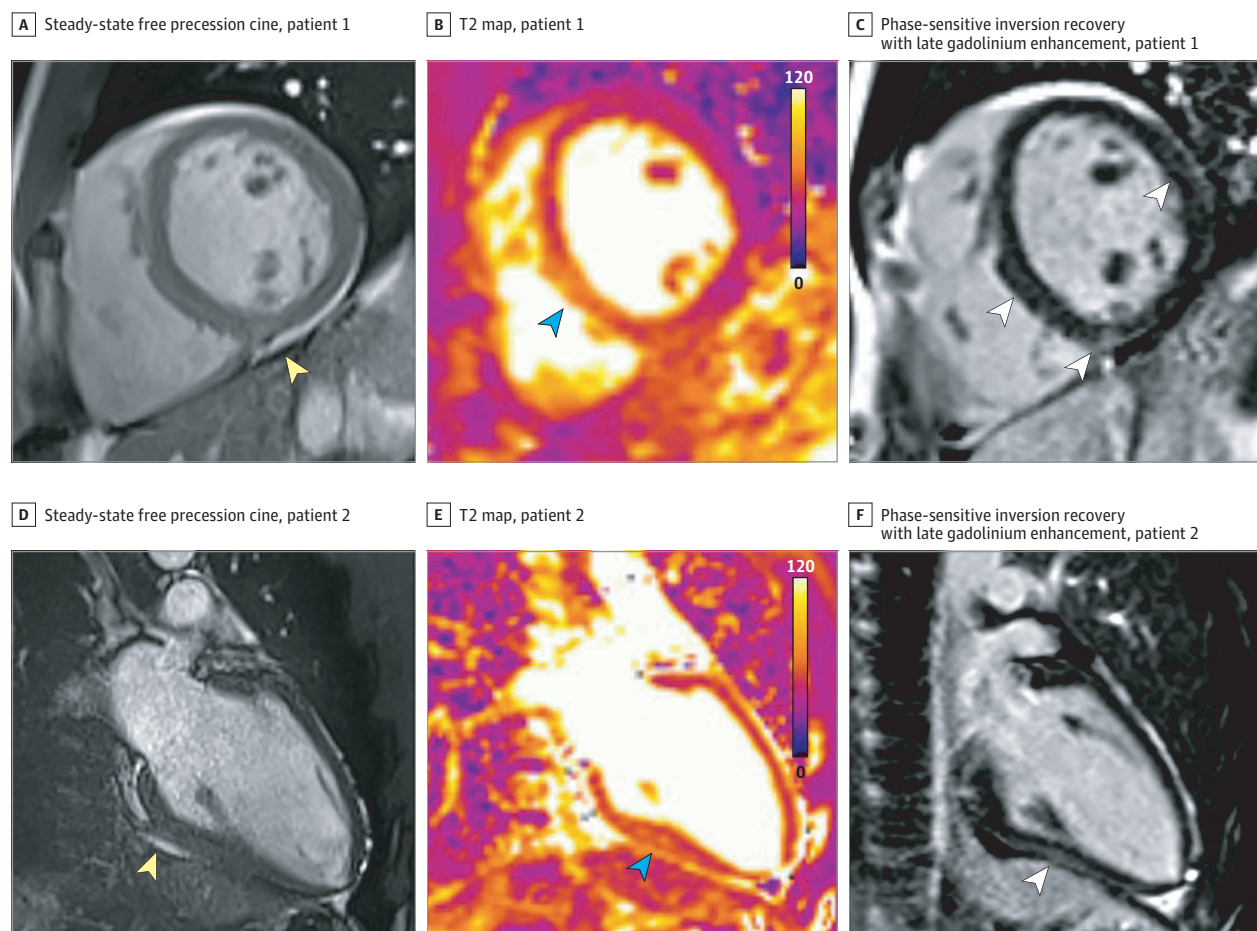 A Steady-state free precession cine, patient 1
B T2 map, patient 1
C Phase-sensitive inversion recovery
with late gadolinium enhancement, patient 1
120
0
D Steady-state free precession cine, patient 2
E T2 map, patient 2
F Phase-sensitive inversion recovery
with late gadolinium enhancement, patient 2
120
0